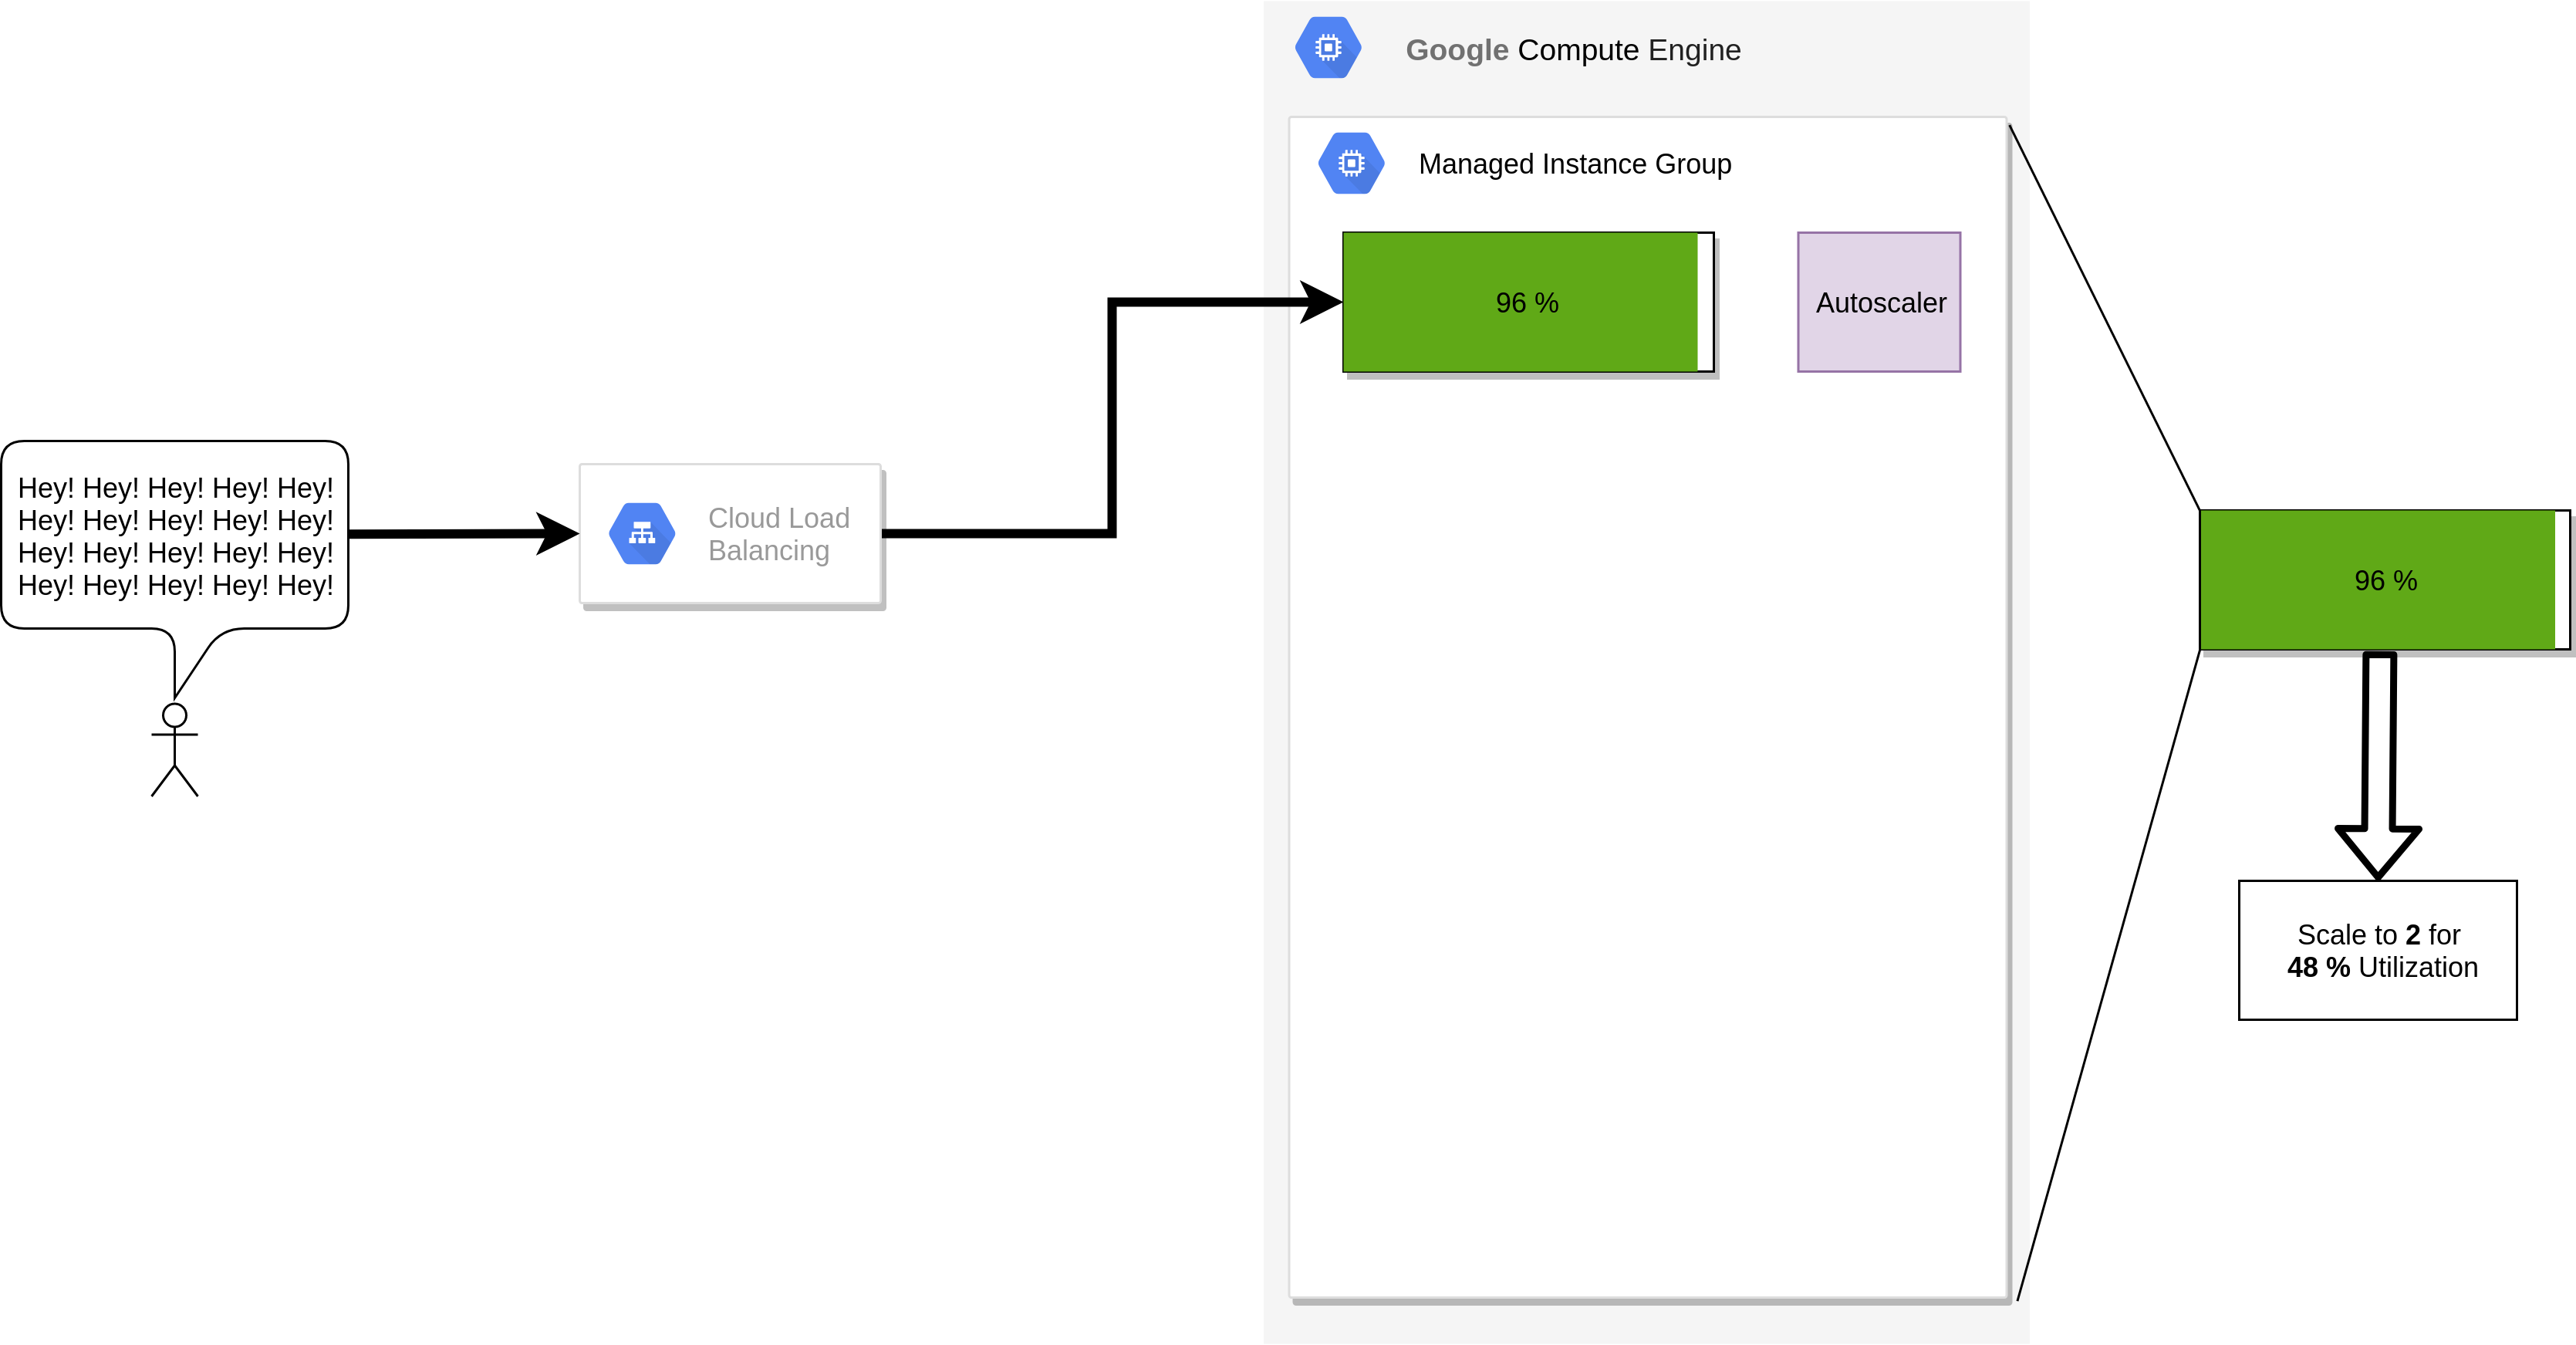 Google Compute Engine
Managed Instance Group
96 %
Autoscaler
Hey! Hey! Hey! Hey! Hey!
Hey! Hey! Hey! Hey! Hey!
Hey! Hey! Hey! Hey! Hey!
Hey! Hey! Hey! Hey! Hey!
Cloud Load
Balancing
96 %
Scale to 2 for
48 % Utilization